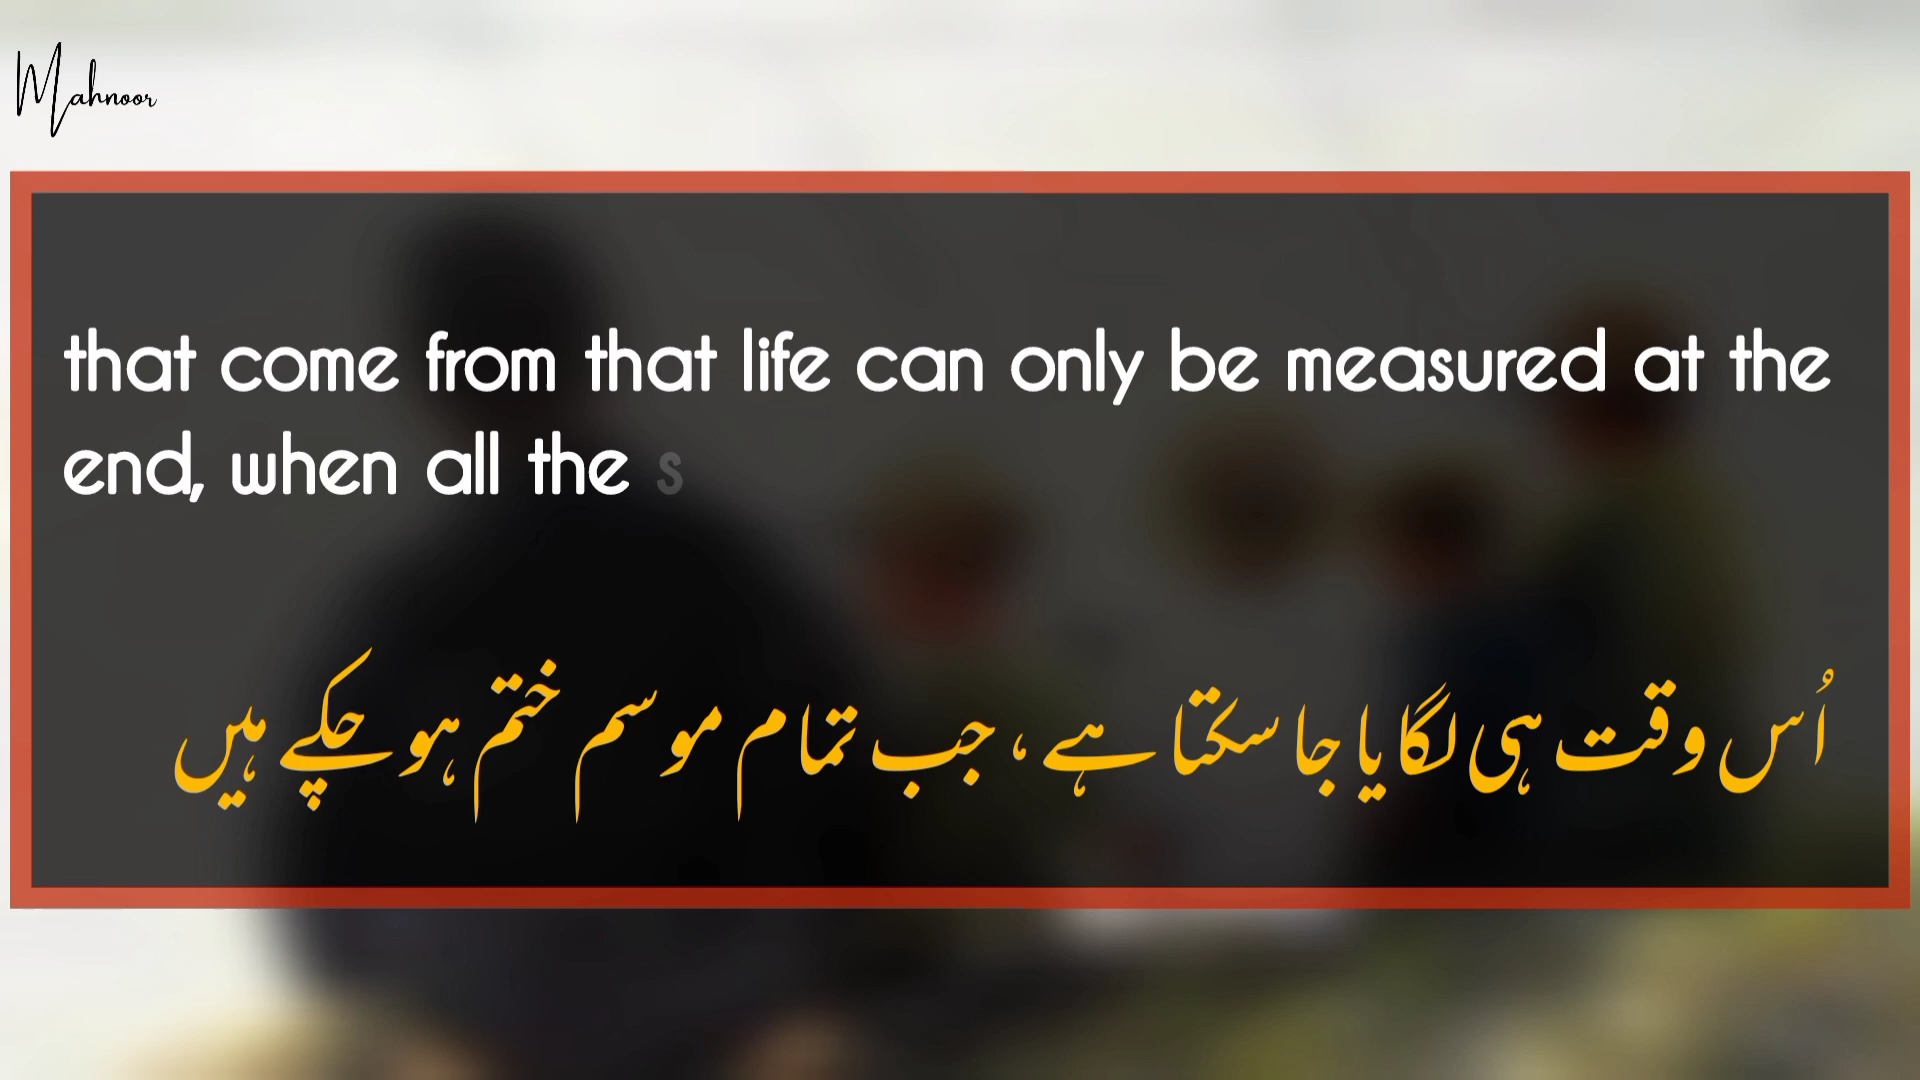 Mahnoor
that come from that life can only be measured at the
end, when all the s
اُس وقت ہی لگایا جا سکتا ہے ، جب تمام موسم ختم ہو چکے ہیں